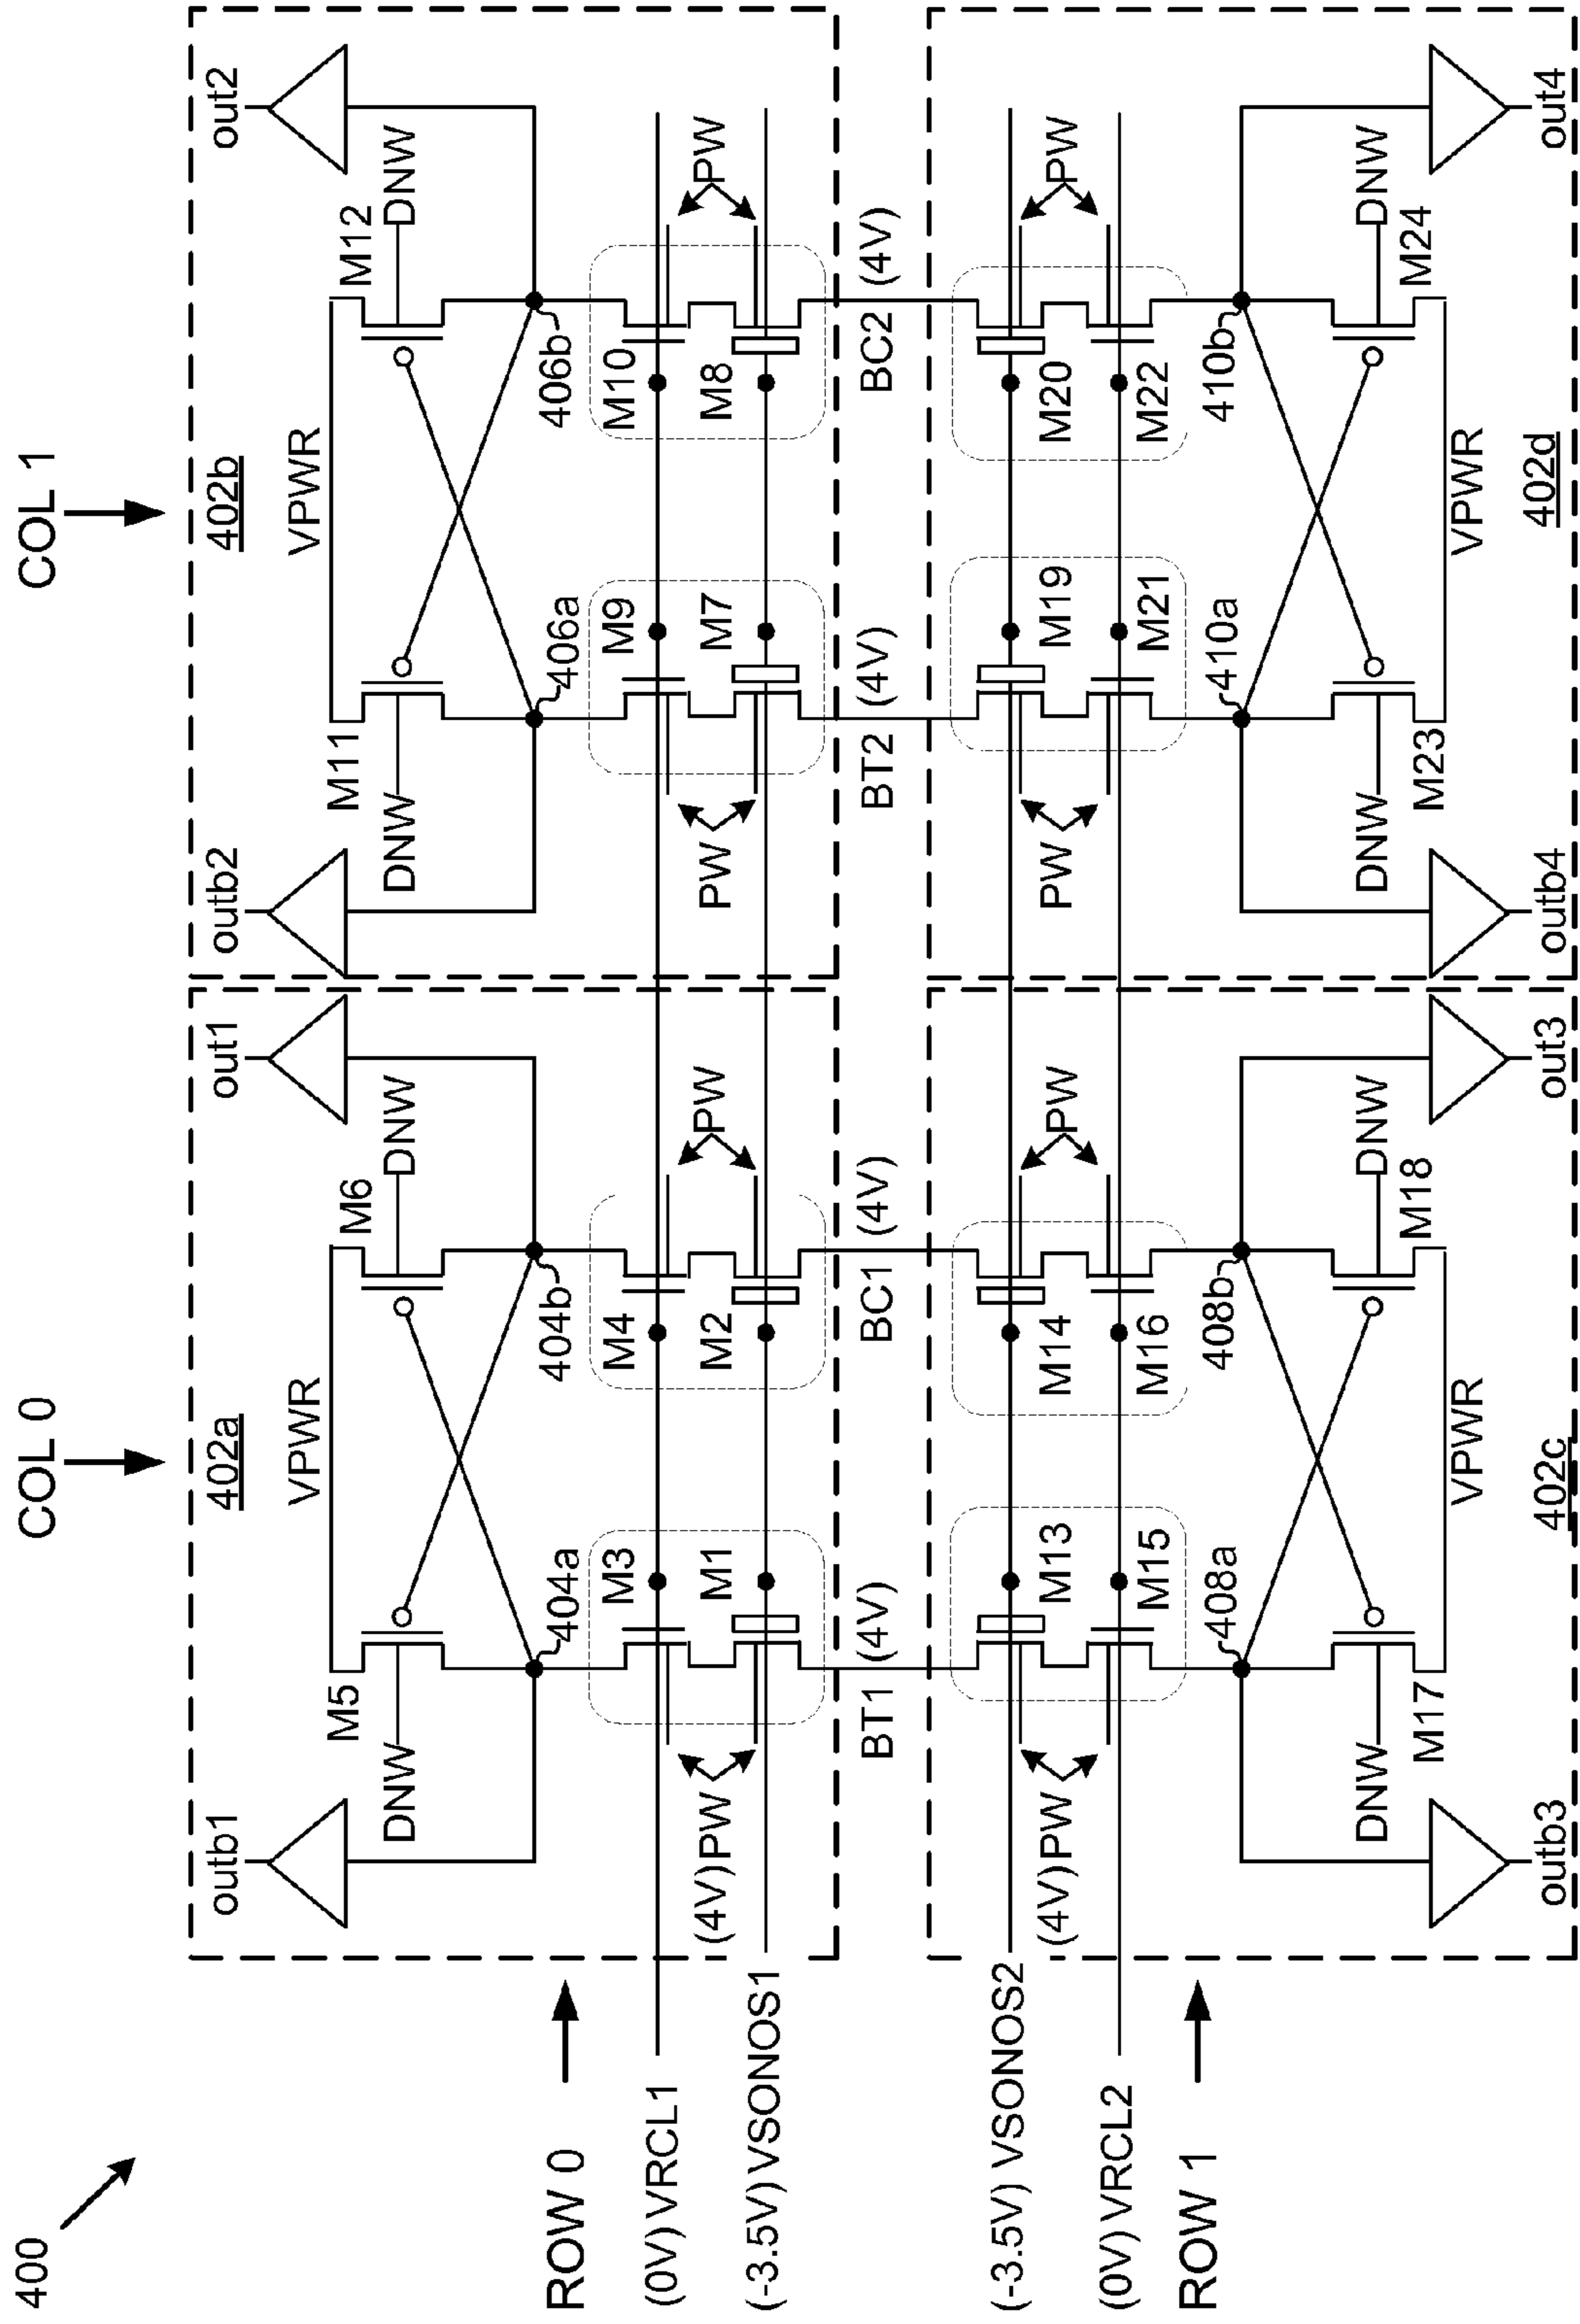 400
COL 0
COL 1
402a
402b
outb1
out1
outb2
out2
VPWR
VPWR
M5
M6
M11
M12
DNW
DNW
DNW
DNW
404a
404b
406a
406b
ROW 0
M3
M4
M9
M10
(0V) VRCL1
M1
M2
M7
M8
(4V) PW
PW
PW
PW
(-3.5V) VSONOS1
BT1 (4V)
BC1 (4V)
BT2 (4V)
BC2 (4V)
(-3.5V) VSONOS2
M13
M14
M19
M20
(4V) PW
PW
PW
PW
(0V) VRCL2
M15
M16
M21
M22
ROW 1
408a
408b
410a
410b
DNW
DNW
DNW
DNW
M17
M18
M23
M24
VPWR
VPWR
402c
402d
outb3
out3
outb4
out4